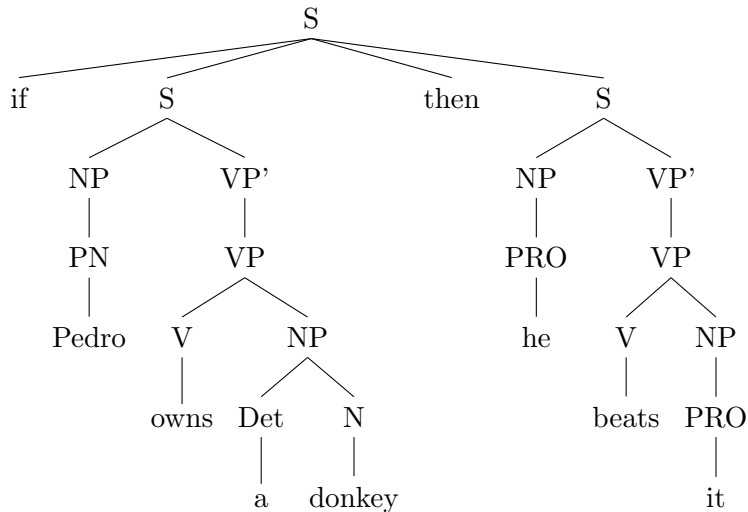 S
if S then S
NP VP' NP VP'
PN VP PRO VP
Pedro V NP he V NP
owns Det N beats PRO
a donkey it